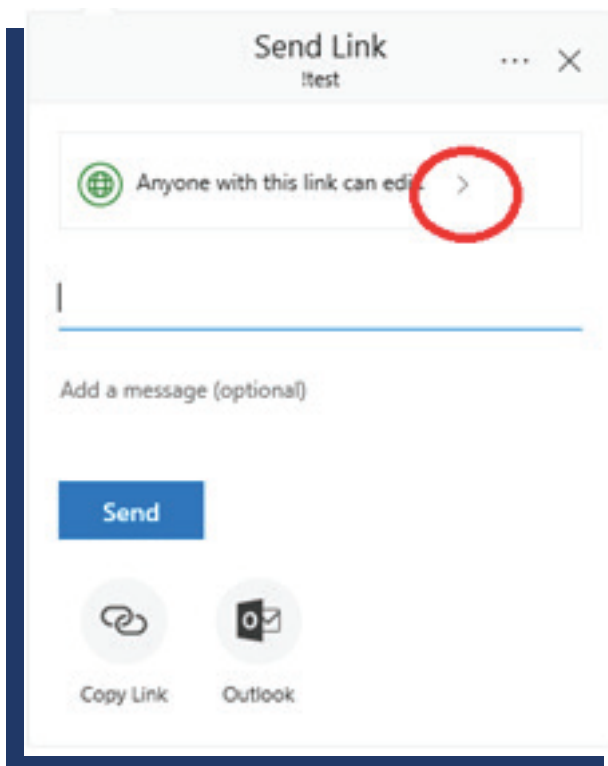 Send Link
!test
Anyone with this link can edit
Add a message (optional)
Send
Copy Link
Outlook